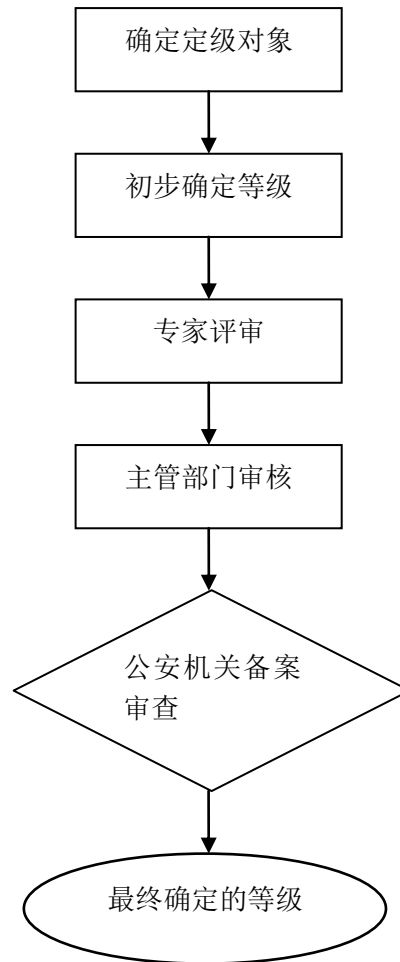 确定定级对象
初步确定等级
专家评审
主管部门审核
公安机关备案
审查
最终确定的等级